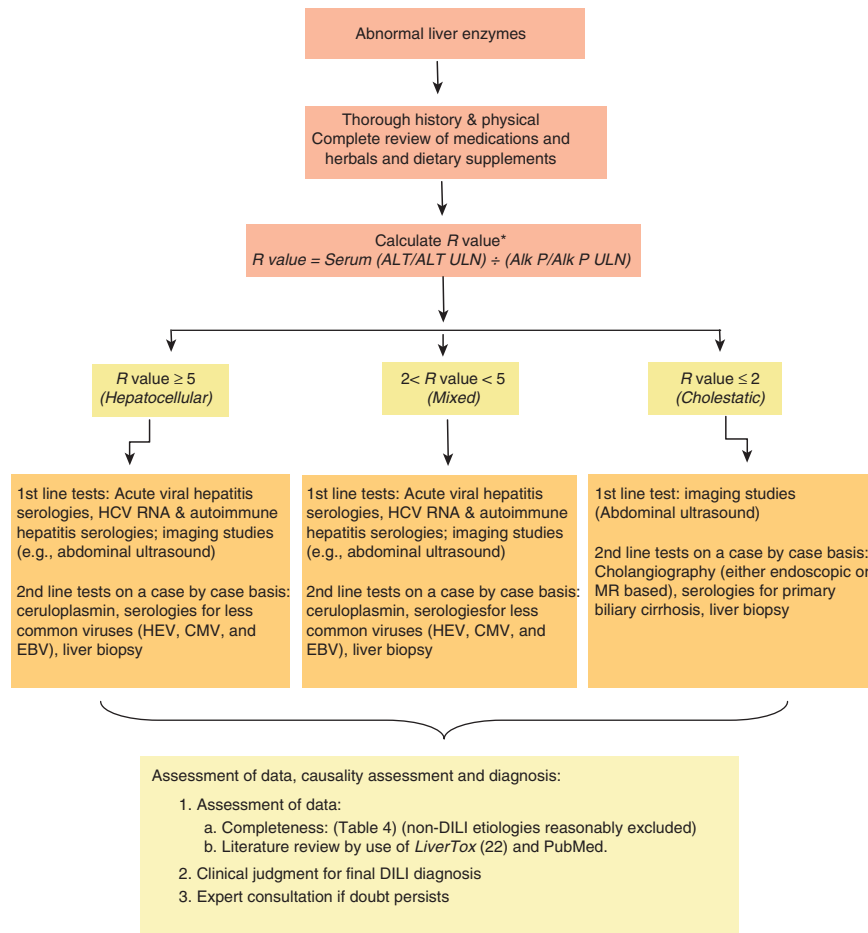 Abnormal liver enzymes
Thorough history & physical
Complete review of medications and
herbals and dietary supplements
Calculate R value*
R value = Serum (ALT/ALT ULN) ÷ (Alk P/Alk P ULN)
R value ≥ 5
(Hepatocellular)
2< R value < 5
(Mixed)
R value ≤ 2
(Cholestatic)
1st line tests: Acute viral hepatitis
serologies, HCV RNA & autoimmune
hepatitis serologies; imaging studies
(e.g., abdominal ultrasound)
2nd line tests on a case by case basis:
ceruloplasmin, serologies for less
common viruses (HEV, CMV, and
EBV), liver biopsy
1st line tests: Acute viral hepatitis
serologies, HCV RNA & autoimmune
hepatitis serologies; imaging studies
(e.g., abdominal ultrasound)
2nd line tests on a case by case basis:
ceruloplasmin, serologiesfor less
common viruses (HEV, CMV, and
EBV), liver biopsy
1st line test: imaging studies
(Abdominal ultrasound)
2nd line tests on a case by case basis:
Cholangiography (either endoscopic or
MR based), serologies for primary
biliary cirrhosis, liver biopsy
Assessment of data, causality assessment and diagnosis:
1. Assessment of data:
a. Completeness: (Table 4) (non-DILI etiologies reasonably excluded)
b. Literature review by use of LiverTox (22) and PubMed.
2. Clinical judgment for final DILI diagnosis
3. Expert consultation if doubt persists